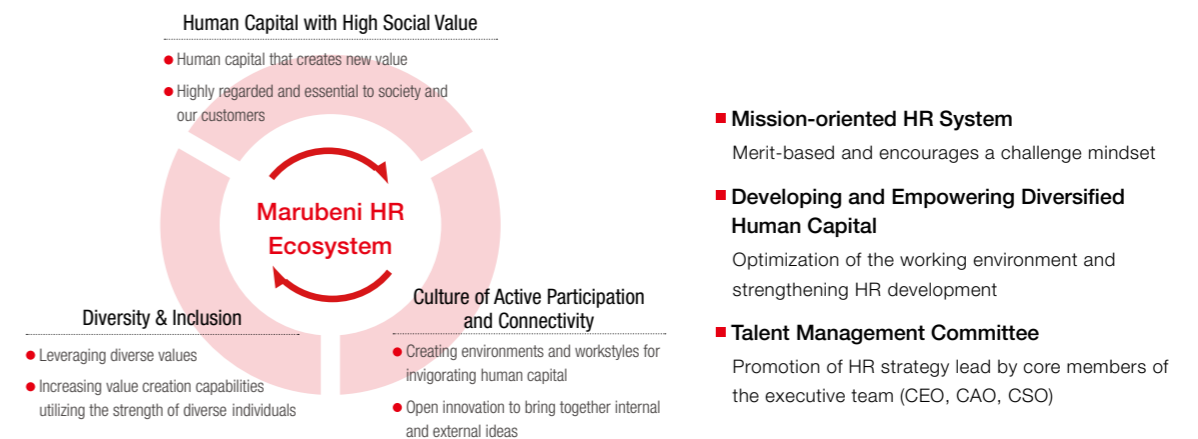 Human Capital with High Social Value
Human capital that creates new value
Highly regarded and essential to society and
our customers
Marubeni HR
Ecosystem
Diversity & Inclusion
Leveraging diverse values
Increasing value creation capabilities
utilizing the strength of diverse individuals
Culture of Active Participation
and Connectivity
Creating environments and workstyles for
invigorating human capital
Open innovation to bring together internal
and external ideas
Mission-oriented HR System
Merit-based and encourages a challenge mindset
Developing and Empowering Diversified
Human Capital
Optimization of the working environment and
strengthening HR development
Talent Management Committee
Promotion of HR strategy lead by core members of
the executive team (CEO, CAO, CSO)